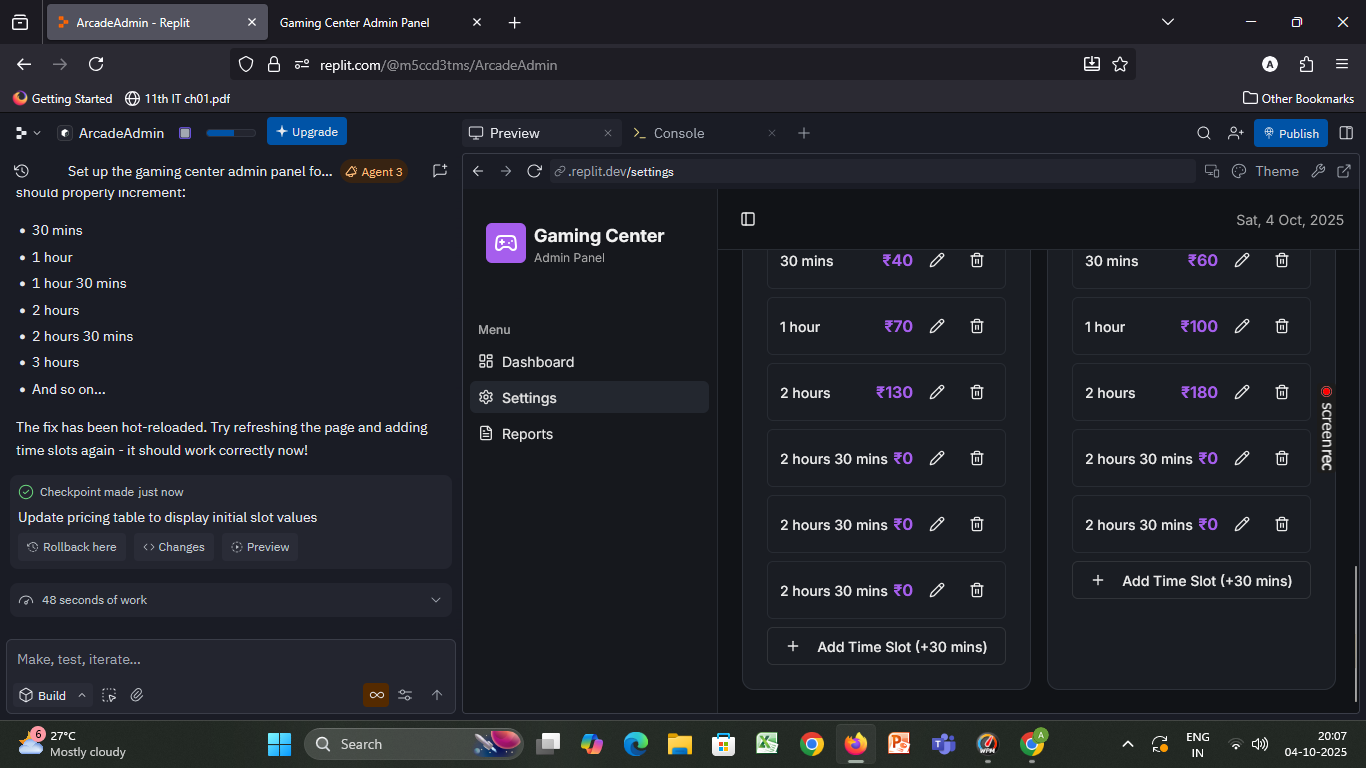 ArcadeAdmin - Replit
Gaming Center Admin Panel
replit.com/@m5ccd3tms/ArcadeAdmin
A
Getting Started
11th IT ch01.pdf
Other Bookmarks
ArcadeAdmin
Upgrade
Preview
Console
Publish
Set up the gaming center admin panel fo...
Agent 3
.replit.dev/settings
Theme
should properly increment:
• 30 mins
• 1 hour
• 1 hour 30 mins
• 2 hours
• 2 hours 30 mins
• 3 hours
• And so on...
The fix has been hot-reloaded. Try refreshing the page and adding
time slots again - it should work correctly now!
Checkpoint made just now
Update pricing table to display initial slot values
Rollback here
Changes
Preview
48 seconds of work
Make, test, iterate...
Build
Gaming Center
Admin Panel
Menu
Dashboard
Settings
Reports
Sat, 4 Oct, 2025
30 mins ₹40
1 hour ₹70
2 hours ₹130
2 hours 30 mins ₹0
2 hours 30 mins ₹0
2 hours 30 mins ₹0
+ Add Time Slot (+30 mins)
30 mins ₹60
1 hour ₹100
2 hours ₹180
2 hours 30 mins ₹0
2 hours 30 mins ₹0
+ Add Time Slot (+30 mins)
screenrec
6
27°C
Mostly cloudy
Search
WPM
A
ENG
IN
20:07
04-10-2025